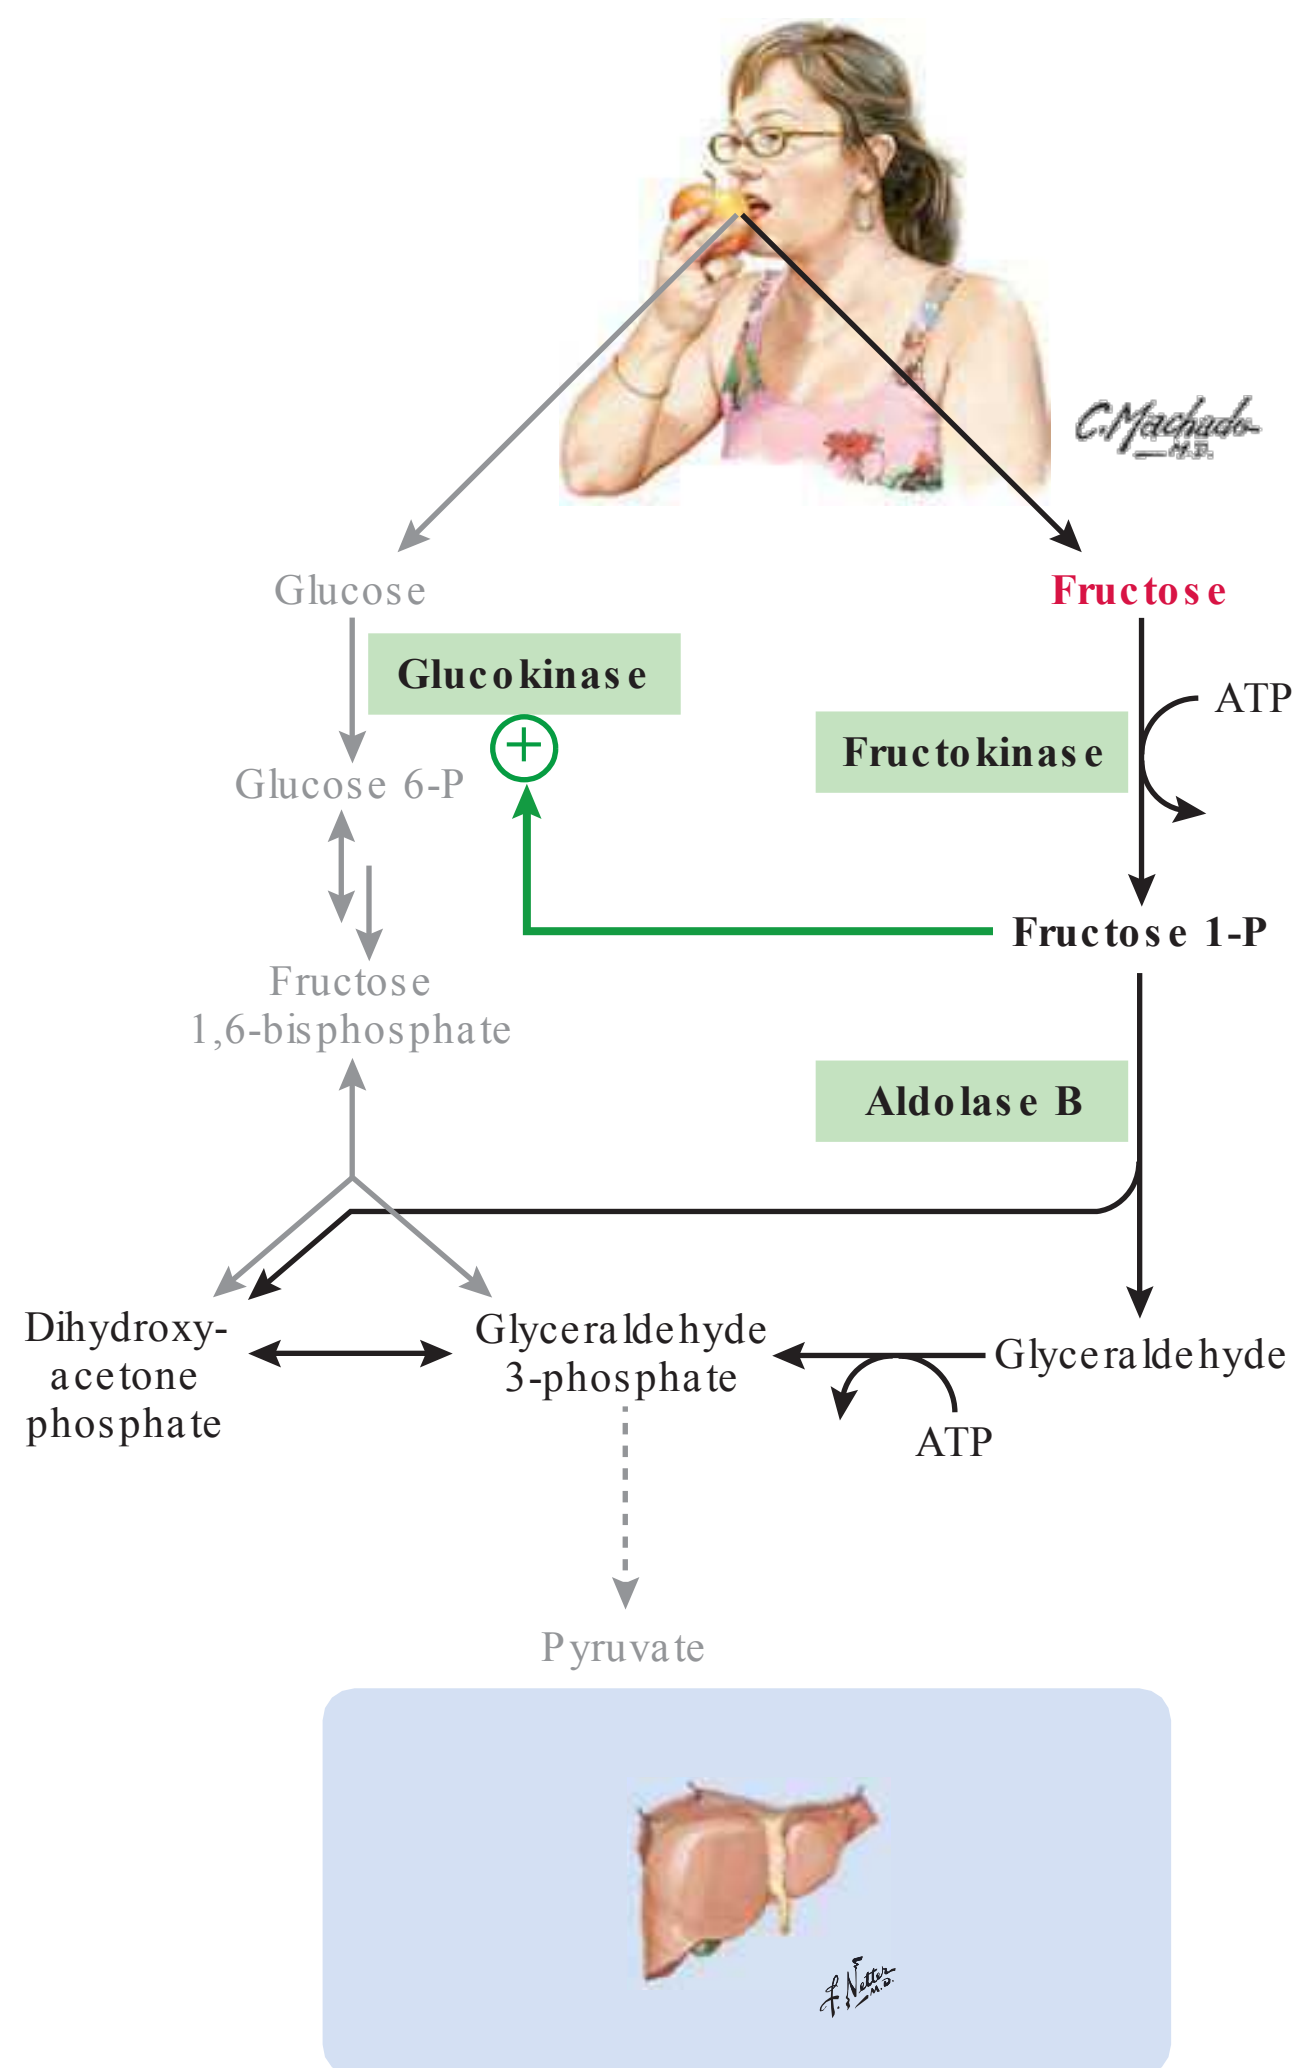 C. Machado
M.D.
Glucose
Fructose
Glucokinase
ATP
+
Fructokinase
Glucose 6-P
Fructose 1-P
Fructose
1,6-bisphosphate
Aldolase B
Dihydroxy-
acetone
phosphate
Glyceraldehyde
3-phosphate
Glyceraldehyde
ATP
Pyruvate
F. Netter
M.D.